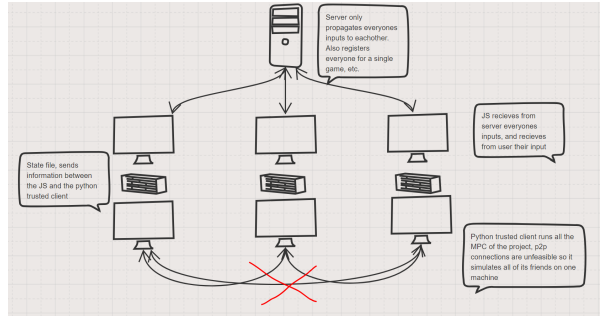 Server only
propagates everyones
inputs to eachother.
Also registers
everyone for a single
game, etc.
JS recieves from
server everyones
inputs, and recieves
from user their input
State file, sends
information between
the JS and the python
trusted client
Python trusted client runs all the
MPC of the project, p2p
connections are unfeasible so it
simulates all of its friends on one
machine